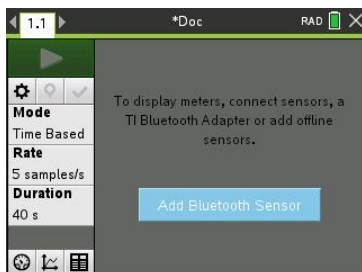 1.1 *Doc RAD
Mode
Time Based
Rate
5 samples/s
Duration
40 s
To display meters, connect sensors, a
TI Bluetooth Adapter or add offline
sensors.
Add Bluetooth Sensor